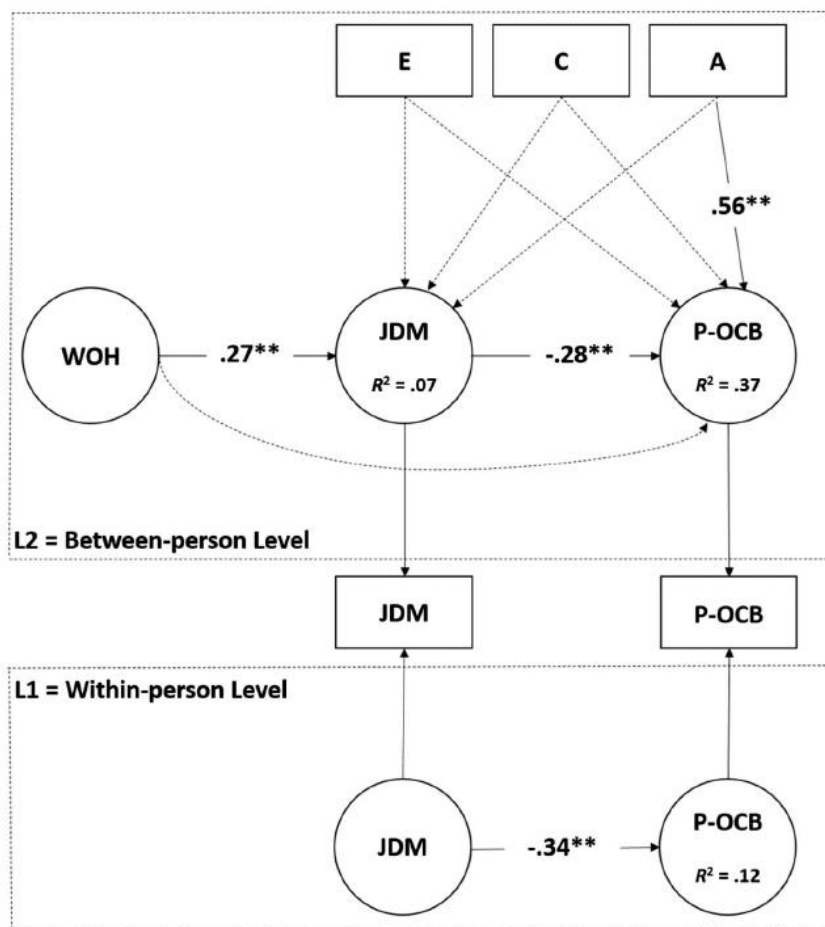 E
C
A
.56**
WOH
.27**
JDM
R² = .07
-.28**
P-OCB
R² = .37
L2 = Between-person Level
JDM
P-OCB
L1 = Within-person Level
JDM
-.34**
P-OCB
R² = .12